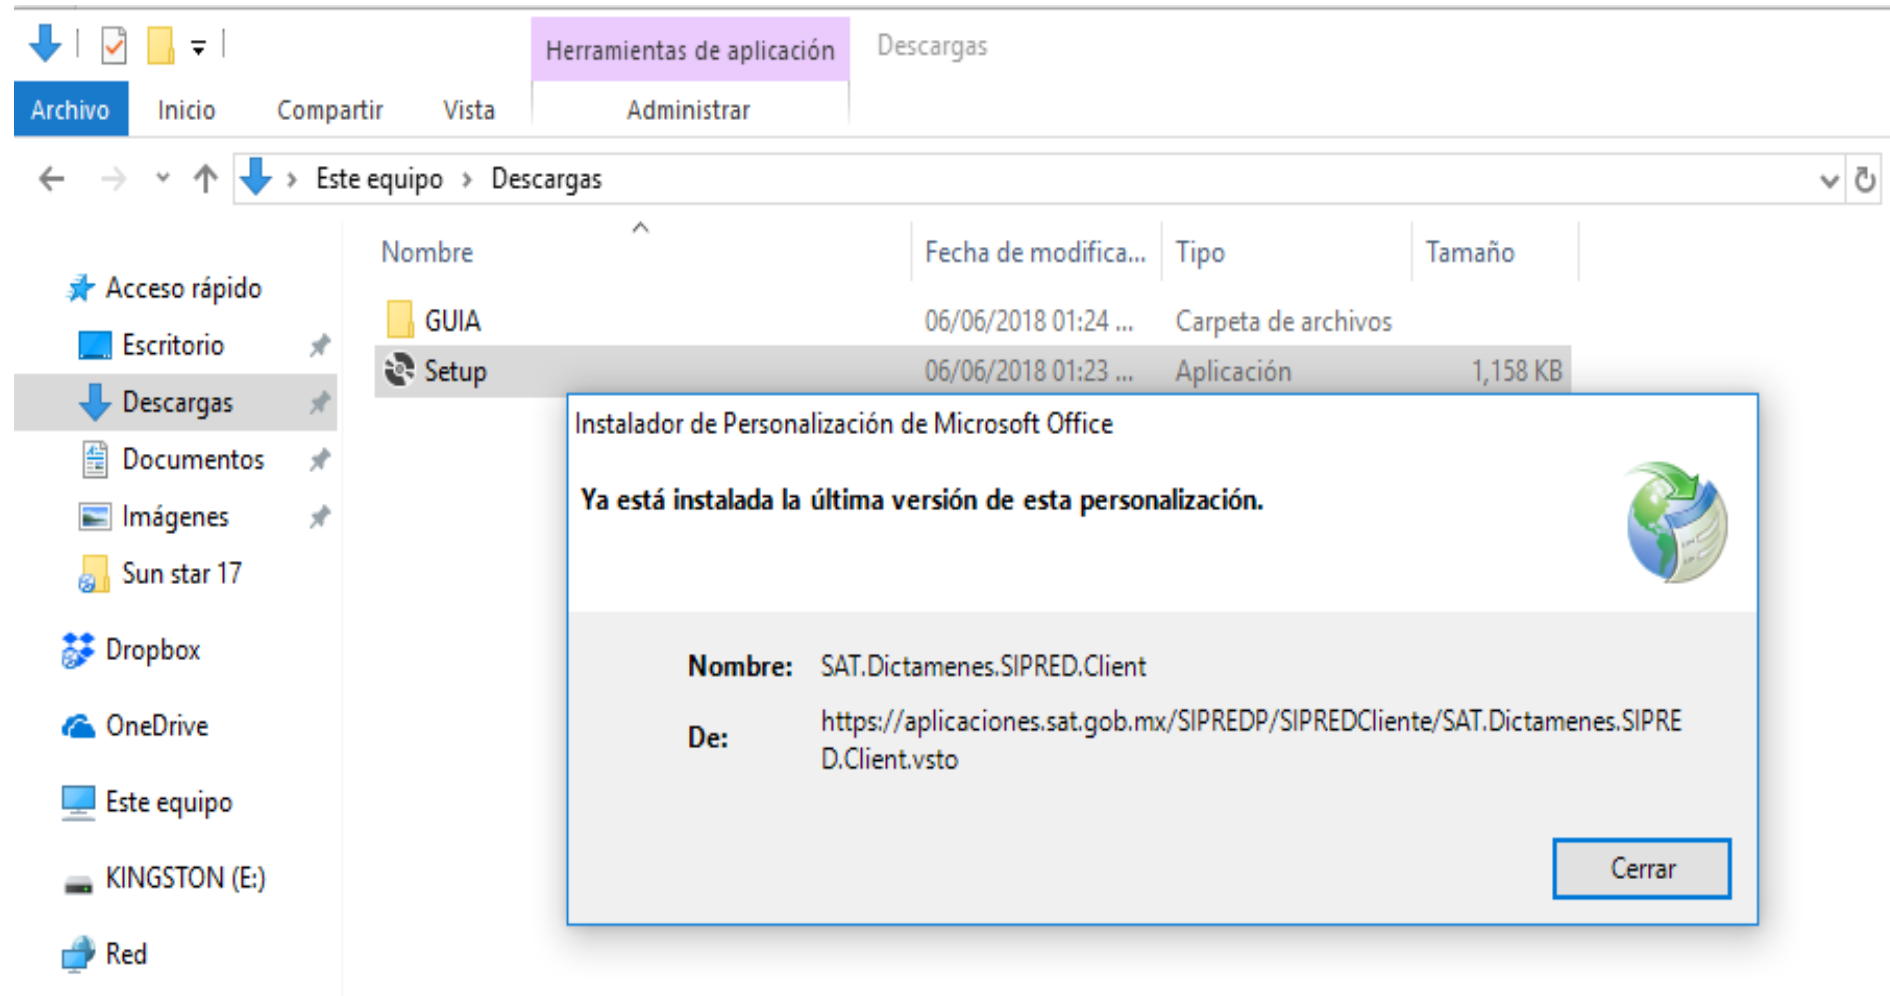 Herramientas de aplicación
Descargas
Archivo Inicio Compartir Vista Administrar
Este equipo Descargas
Nombre Fecha de modifica... Tipo Tamaño
Acceso rápido
Escritorio
Descargas
Documentos
Imágenes
Sun star 17
Dropbox
OneDrive
Este equipo
KINGSTON (E:)
Red
GUIA 06/06/2018 01:24 ... Carpeta de archivos
Setup 06/06/2018 01:23 ... Aplicación 1,158 KB
Instalador de Personalización de Microsoft Office
Ya está instalada la última versión de esta personalización.
Nombre: SAT.Dictamenes.SIPRED.Client
De: https://aplicaciones.sat.gob.mx/SIPREDP/SIPREDCliente/SAT.Dictamenes.SIPRE
D.Client.vsto
Cerrar